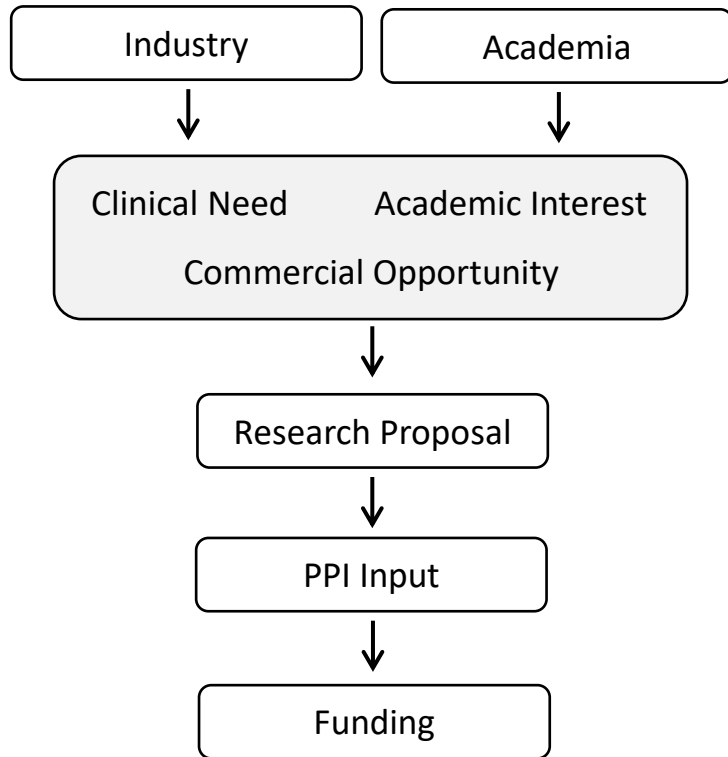 Industry
Academia
Clinical Need
Academic Interest
Commercial Opportunity
Research Proposal
PPI Input
Funding